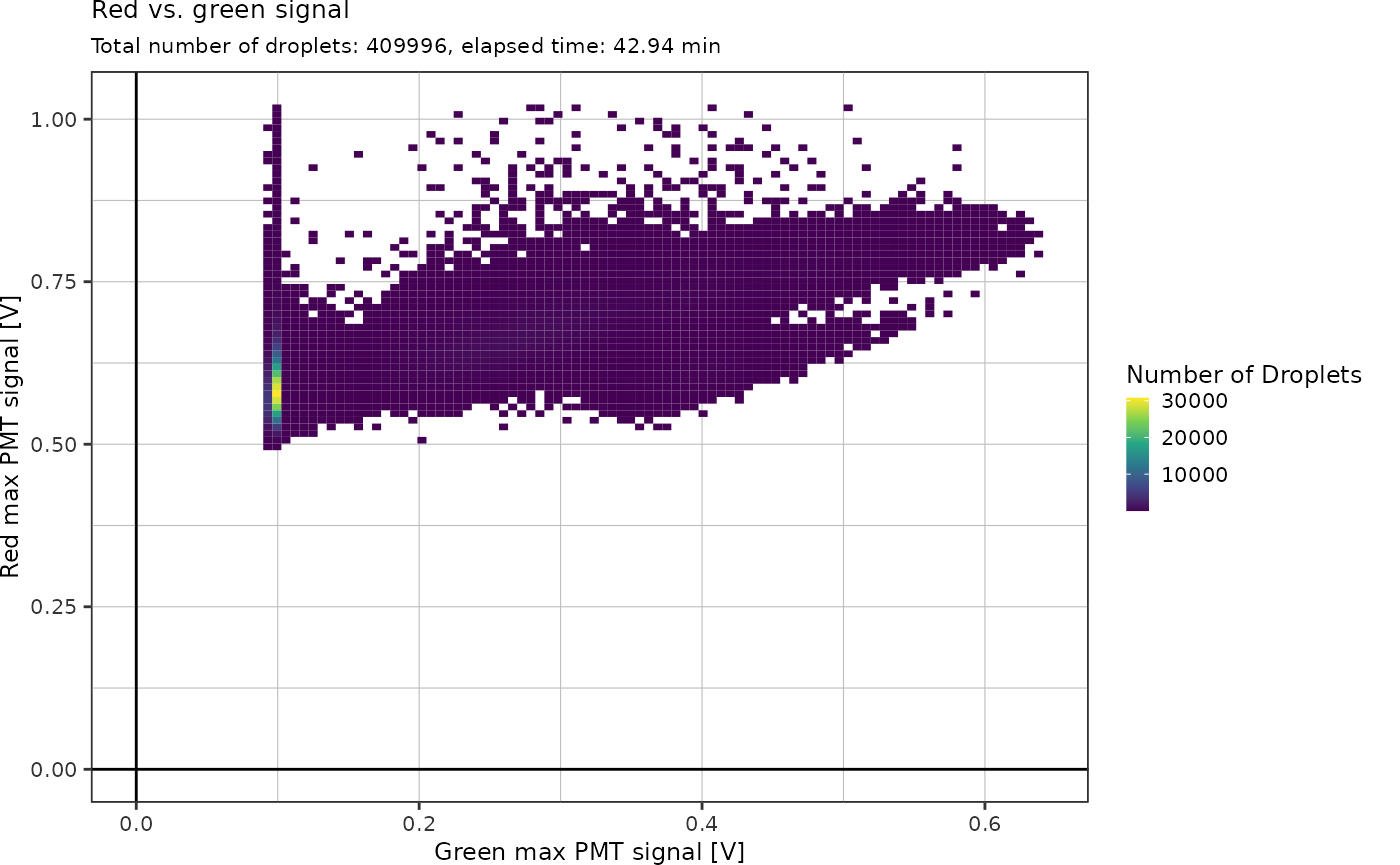 Red vs. green signal
Total number of droplets: 409996, elapsed time: 42.94 min
1.00
0.75
0.50
0.25
0.00
Red max PMT signal [V]
0.0
0.2
0.4
0.6
Green max PMT signal [V]
Number of Droplets
30000
20000
10000